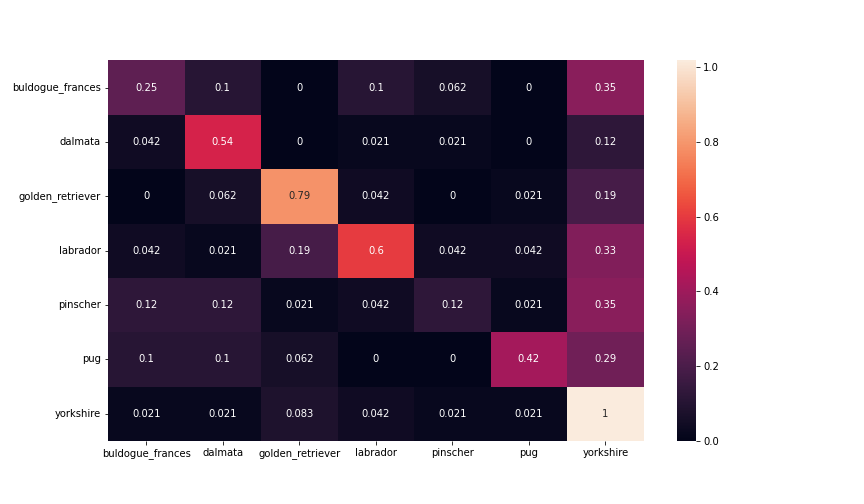 buldogue_frances 0.25 0.1 0 0.1 0.062 0 0.35
dalmata 0.042 0.54 0 0.021 0.021 0 0.12
golden_retriever 0 0.062 0.79 0.042 0 0.021 0.19
labrador 0.042 0.021 0.19 0.6 0.042 0.042 0.33
pinscher 0.12 0.12 0.021 0.042 0.12 0.021 0.35
pug 0.1 0.1 0.062 0 0 0.42 0.29
yorkshire 0.021 0.021 0.083 0.042 0.021 0.021 1
buldogue_frances dalmata golden_retriever labrador pinscher pug yorkshire
1.0
0.8
0.6
0.4
0.2
0.0